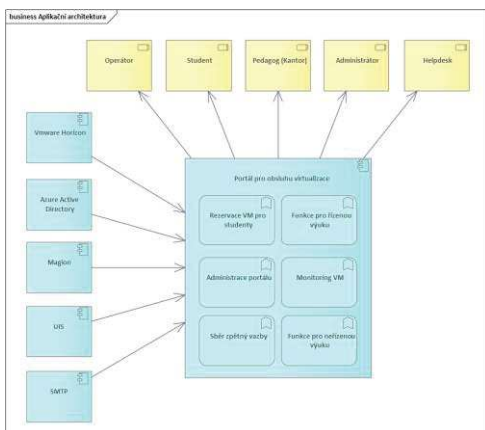 business Aplikační architektura
Operátor
Student
Pedagog (Kantor)
Administrátor
Helpdesk
Vmware Horizon
Azure Active
Directory
Magion
UIS
SMTP
Portál pro obsluhu virtualizace
Rezervace VM pro
studenty
Funkce pro řízenou
výuku
Administrace portálu
Monitoring VM
Sběr zpětný vazby
Funkce pro neřízenou
výuku